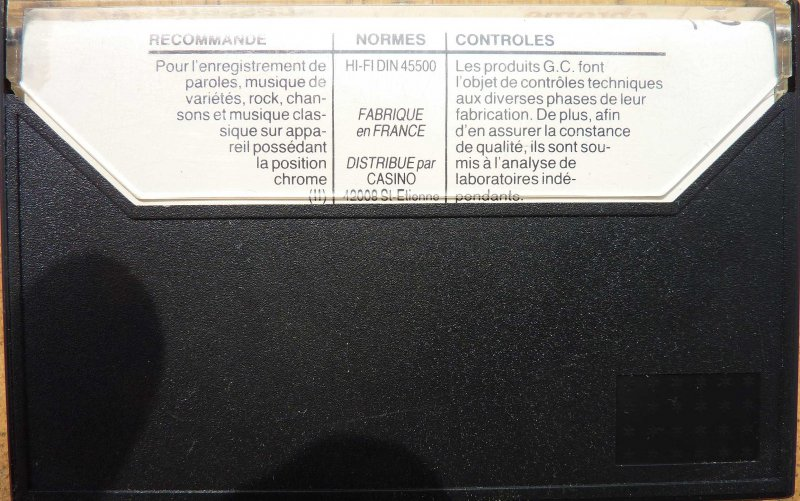 RECOMMANDE
Pour l'enregistrement de
paroles, musique de
variétés, rock, chan-
sons et musique clas-
sique sur appa-
reil possédant
la position
chrome
(II)
NORMES
HI-FI DIN 45500
FABRIQUE
en FRANCE
DISTRIBUE par
CASINO
42008 St-Etienne
CONTROLES
Les produits G.C. font
l'objet de contrôles techniques
aux diverses phases de leur
fabrication. De plus, afin
d'en assurer la constance
de qualité, ils sont sou-
mis à l'analyse de
laboratoires indé-
pendants.